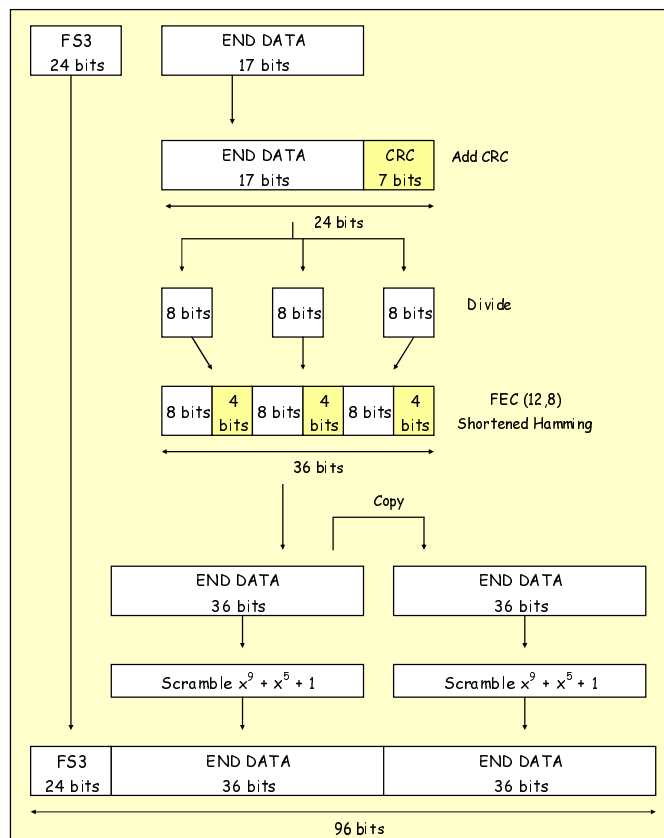 FS3
24 bits
END DATA
17 bits
END DATA
17 bits
CRC
7 bits
Add CRC
24 bits
8 bits
8 bits
8 bits
Divide
8 bits
4
bits
8 bits
4
bits
8 bits
4
bits
FEC (12,8)
Shortened Hamming
36 bits
Copy
END DATA
36 bits
END DATA
36 bits
Scramble x⁹ + x⁵ + 1
Scramble x⁹ + x⁵ + 1
FS3
24 bits
END DATA
36 bits
END DATA
36 bits
96 bits